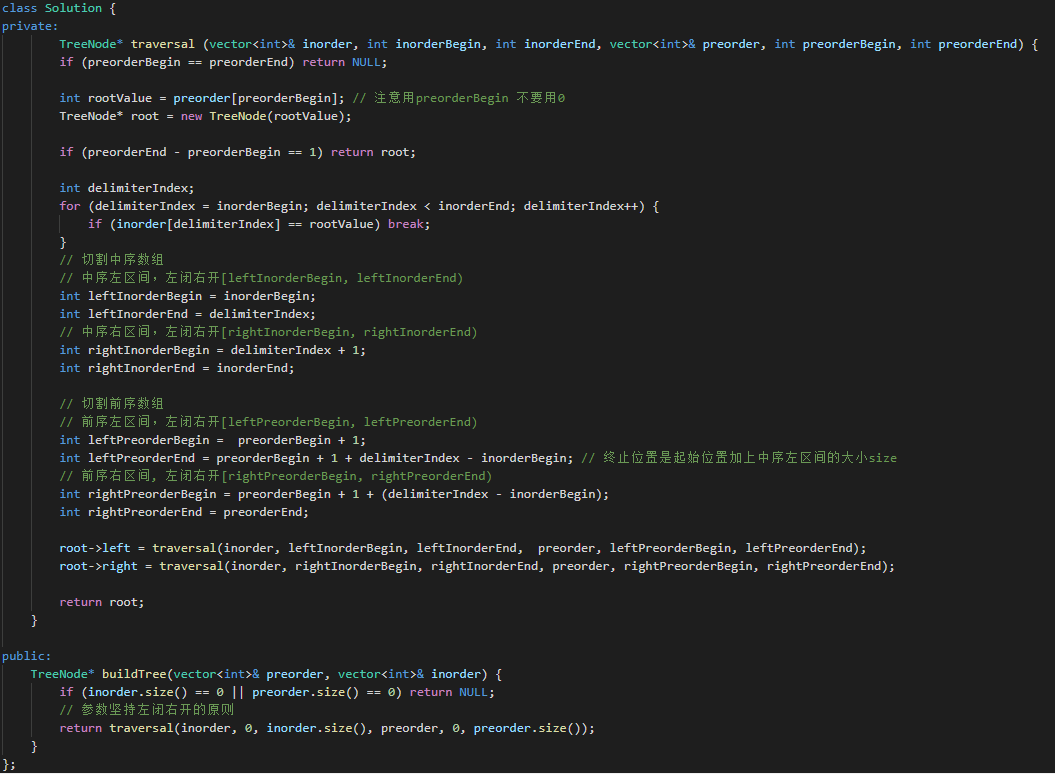 class Solution {
private:
        TreeNode* traversal (vector<int>& inorder, int inorderBegin, int inorderEnd, vector<int>& preorder, int preorderBegin, int preorderEnd) {
        if (preorderBegin == preorderEnd) return NULL;

        int rootValue = preorder[preorderBegin]; // 注意用preorderBegin 不要用0
        TreeNode* root = new TreeNode(rootValue);

        if (preorderEnd - preorderBegin == 1) return root;

        int delimiterIndex;
        for (delimiterIndex = inorderBegin; delimiterIndex < inorderEnd; delimiterIndex++) {
            if (inorder[delimiterIndex] == rootValue) break;
        }
        // 切割中序数组
        // 中序左区间，左闭右开[leftInorderBegin, leftInorderEnd)
        int leftInorderBegin = inorderBegin;
        int leftInorderEnd = delimiterIndex;
        // 中序右区间，左闭右开[rightInorderBegin, rightInorderEnd)
        int rightInorderBegin = delimiterIndex + 1;
        int rightInorderEnd = inorderEnd;

        // 切割前序数组
        // 前序左区间，左闭右开[leftPreorderBegin, leftPreorderEnd)
        int leftPreorderBegin =  preorderBegin + 1;
        int leftPreorderEnd = preorderBegin + 1 + delimiterIndex - inorderBegin; // 终止位置是起始位置加上中序左区间的大小size
        // 前序右区间, 左闭右开[rightPreorderBegin, rightPreorderEnd)
        int rightPreorderBegin = preorderBegin + 1 + (delimiterIndex - inorderBegin);
        int rightPreorderEnd = preorderEnd;

        root->left = traversal(inorder, leftInorderBegin, leftInorderEnd,  preorder, leftPreorderBegin, leftPreorderEnd);
        root->right = traversal(inorder, rightInorderBegin, rightInorderEnd, preorder, rightPreorderBegin, rightPreorderEnd);

        return root;
    }

public:
    TreeNode* buildTree(vector<int>& preorder, vector<int>& inorder) {
        if (inorder.size() == 0 || preorder.size() == 0) return NULL;
        // 参数坚持左闭右开的原则
        return traversal(inorder, 0, inorder.size(), preorder, 0, preorder.size());
    }
};